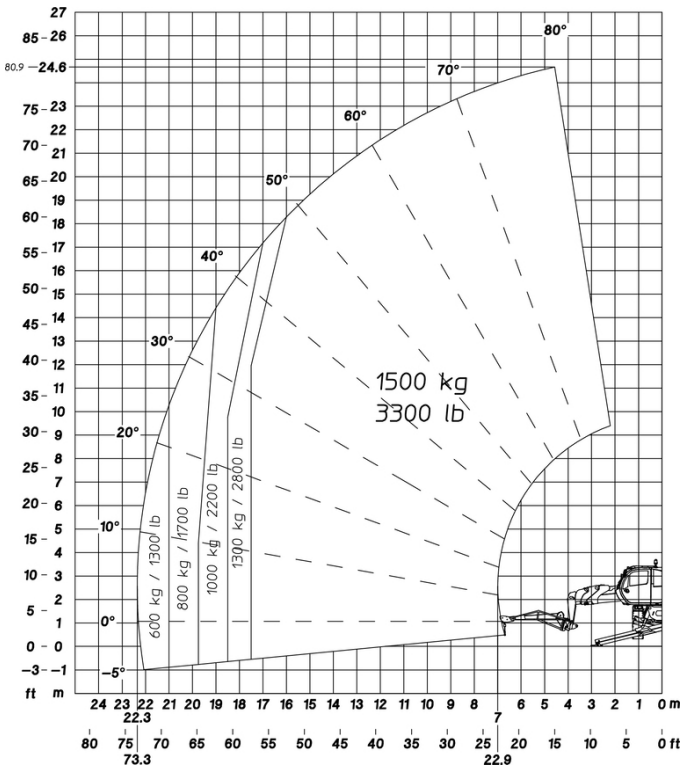 27
85 – 26
80.9 – 24.6
75 – 23
70 – 22
21
65 – 20
19
60 – 18
55 – 17
16
50 – 15
45 – 14
13
40 – 12
35 – 11
10
30 – 9
25 – 8
7
20 – 6
15 – 5
4
10 – 3
5 – 2
1
0 – 0
–3 – –1
ft m
80°
70°
60°
50°
40°
30°
20°
10°
0°
–5°
1500 kg
3300 lb
600 kg / 1300 lb
800 kg / 1700 lb
1000 kg / 2200 lb
1300 kg / 2800 lb
24 23 22 21 20 19 18 17 16 15 14 13 12 11 10 9 8 7 6 5 4 3 2 1 0 m
22.3 7
80 75 70 65 60 55 50 45 40 35 30 25 20 15 10 5 0 ft
73.3 22.9